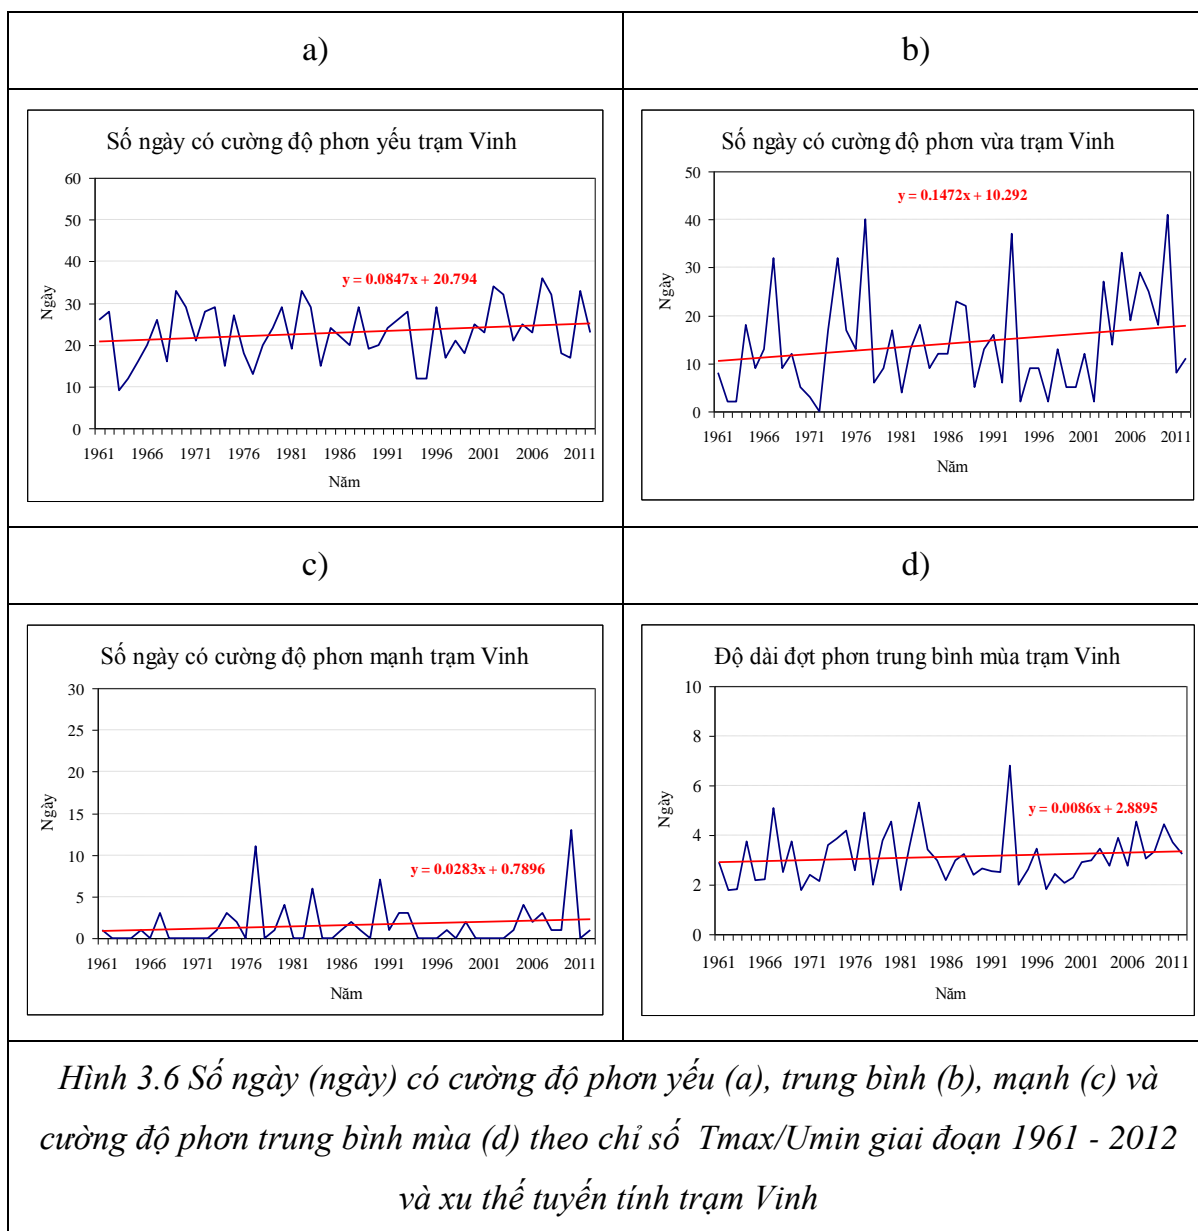 a)
b)
Số ngày có cường độ phơn yếu trạm Vinh
60
50
40
30
20
10
0
Ngày
y = 0.0847x + 20.794
1961 1966 1971 1976 1981 1986 1991 1996 2001 2006 2011
Năm
Số ngày có cường độ phơn vừa trạm Vinh
50
40
30
20
10
0
Ngày
y = 0.1472x + 10.292
1961 1966 1971 1976 1981 1986 1991 1996 2001 2006 2011
Năm
c)
d)
Số ngày có cường độ phơn mạnh trạm Vinh
30
25
20
15
10
5
0
Ngày
y = 0.0283x + 0.7896
1961 1966 1971 1976 1981 1986 1991 1996 2001 2006 2011
Năm
Độ dài đợt phơn trung bình mùa trạm Vinh
10
8
6
4
2
0
Ngày
y = 0.0086x + 2.8895
1961 1966 1971 1976 1981 1986 1991 1996 2001 2006 2011
Năm
Hình 3.6 Số ngày (ngày) có cường độ phơn yếu (a), trung bình (b), mạnh (c) và
cường độ phơn trung bình mùa (d) theo chỉ số Tmax/Umin giai đoạn 1961 - 2012
và xu thế tuyến tính trạm Vinh